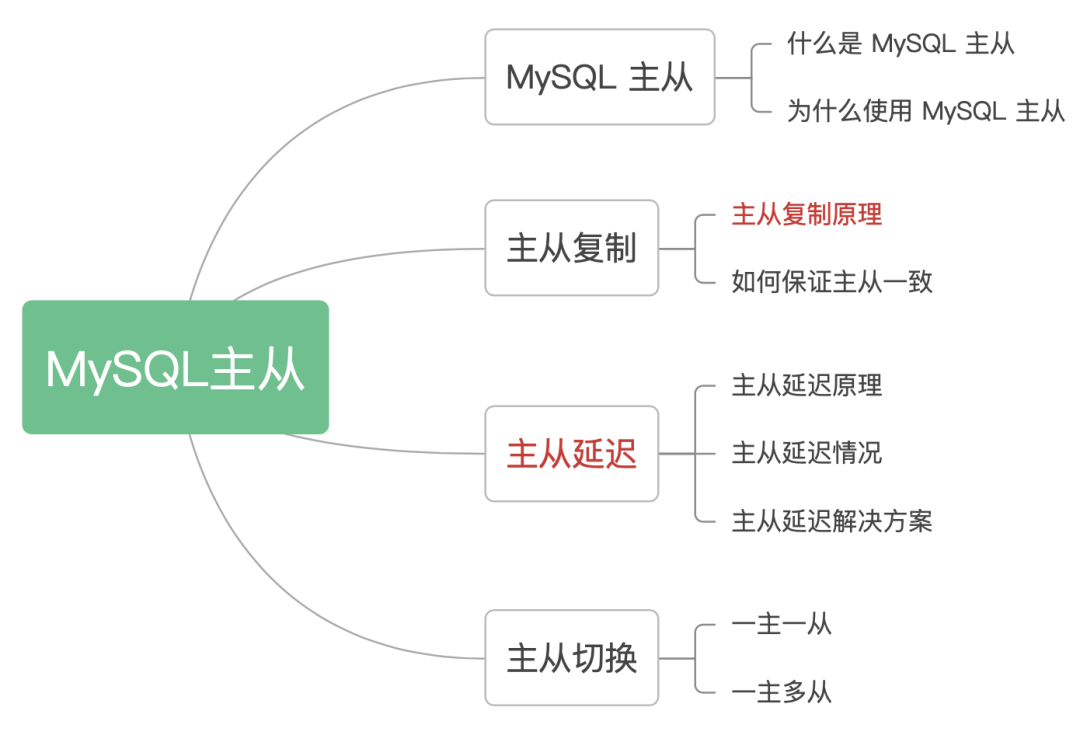 MySQL 主从
什么是 MySQL 主从
为什么使用 MySQL 主从
主从复制
主从复制原理
如何保证主从一致
MySQL主从
主从延迟
主从延迟原理
主从延迟情况
主从延迟解决方案
主从切换
一主一从
一主多从